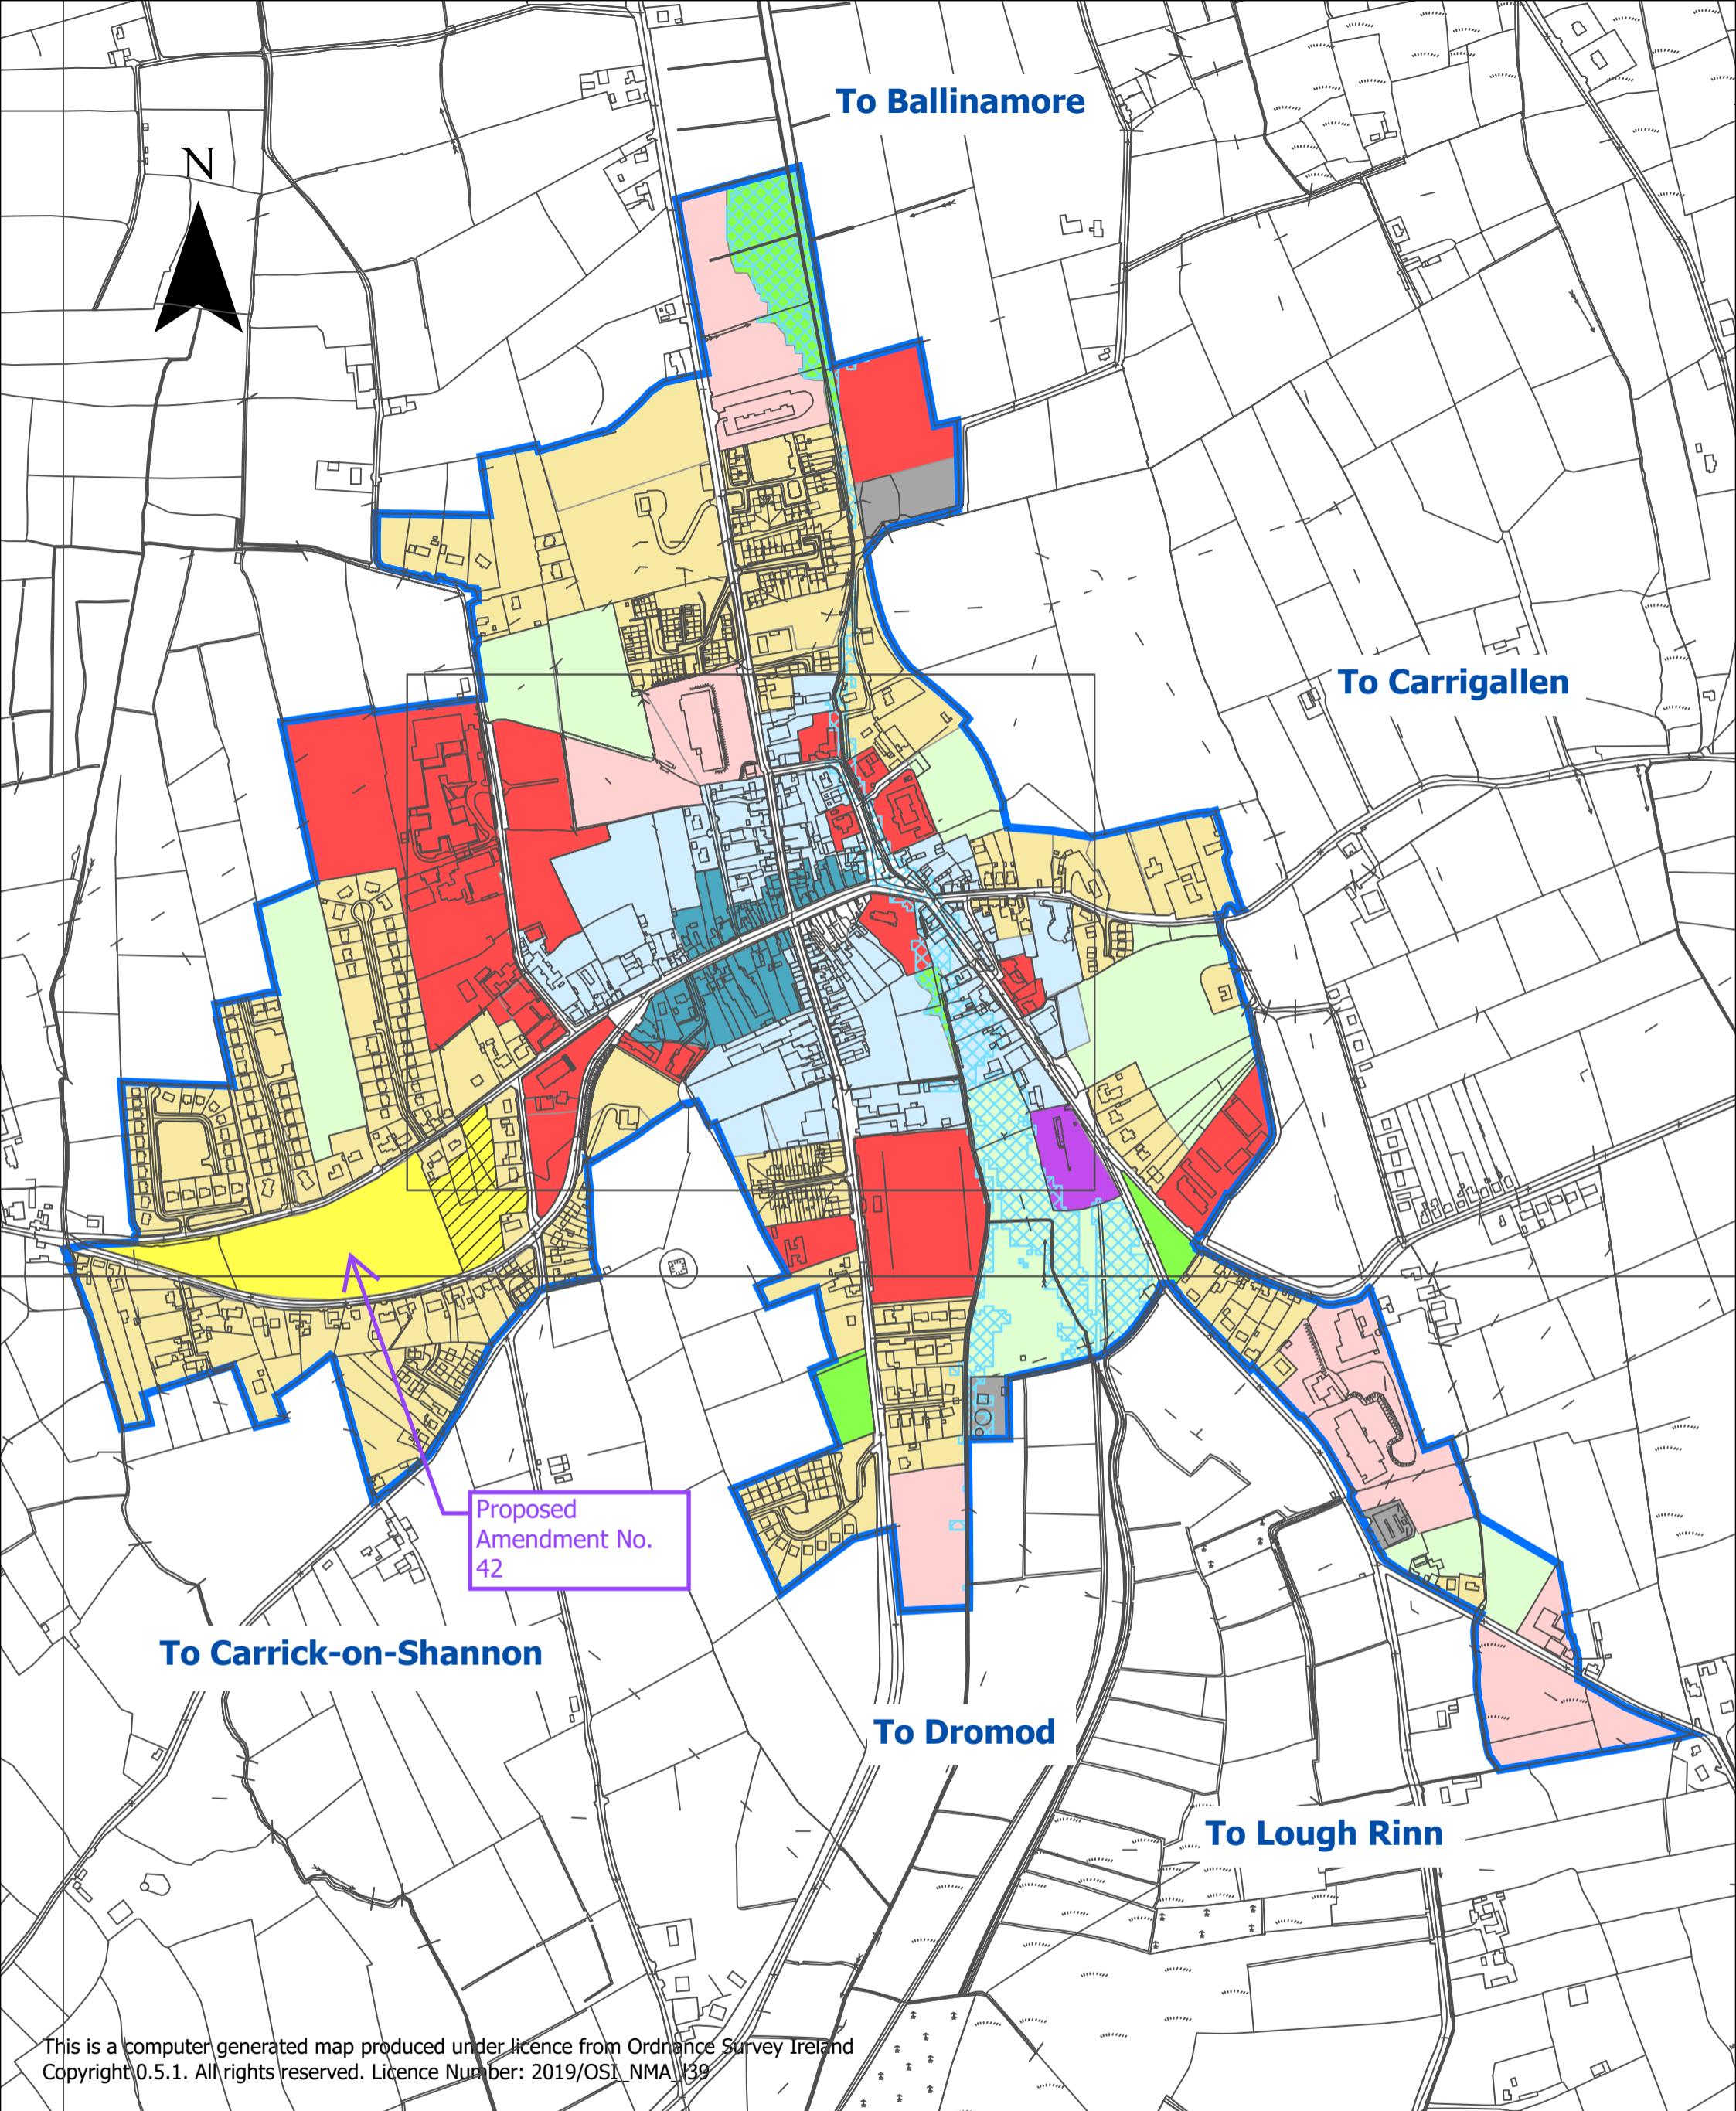 To Ballinamore
N
To Carrigallen
Proposed
Amendment No.
42
To Carrick-on-Shannon
To Dromod
To Lough Rinn
This is a computer generated map produced under licence from Ordnance Survey Ireland
Copyright 0.5.1. All rights reserved. Licence Number: 2019/OSI_NMA_139